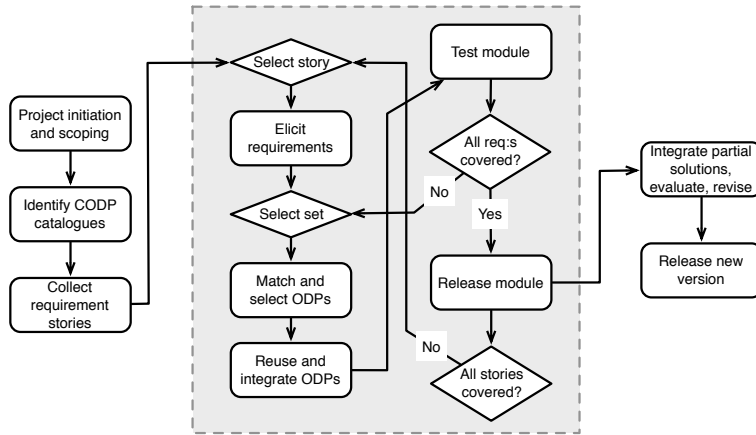 Project initiation
and scoping
Identify CODP
catalogues
Collect
requirement
stories
Select story
Elicit
requirements
Select set
Match and
select ODPs
Reuse and
integrate ODPs
Test module
All req:s
covered?
No
Yes
Release module
No
All stories
covered?
Integrate partial
solutions,
evaluate, revise
Release new
version